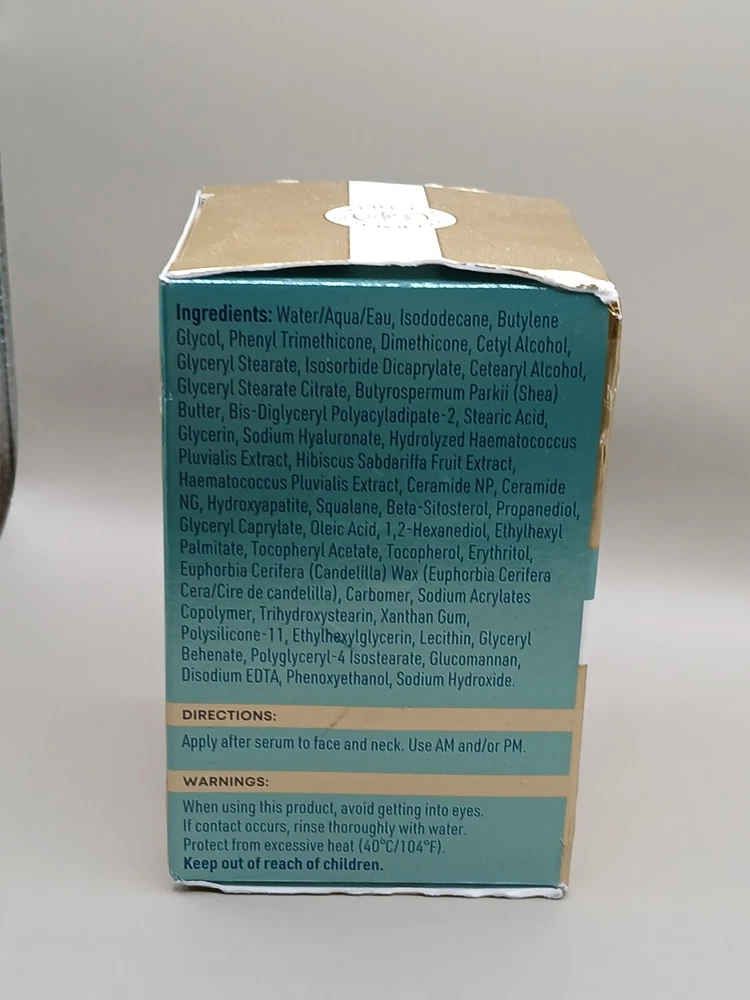 Ingredients: Water/Aqua/Eau, Isododecane, Butylene
Glycol, Phenyl Trimethicone, Dimethicone, Cetyl Alcohol,
Glyceryl Stearate, Isosorbide Dicaprylate, Cetearyl Alcohol,
Glyceryl Stearate Citrate, Butyrospermum Parkii (Shea)
Butter, Bis-Diglyceryl Polyacyladipate-2, Stearic Acid,
Glycerin, Sodium Hyaluronate, Hydrolyzed Haematococcus
Pluvialis Extract, Hibiscus Sabdariffa Fruit Extract,
Haematococcus Pluvialis Extract, Ceramide NP, Ceramide
NG, Hydroxyapatite, Squalane, Beta-Sitosterol, Propanediol,
Glyceryl Caprylate, Oleic Acid, 1,2-Hexanediol, Ethylhexyl
Palmitate, Tocopheryl Acetate, Tocopherol, Erythritol,
Euphorbia Cerifera (Candelilla) Wax (Euphorbia Cerifera
Cera/Cire de candelilla), Carbomer, Sodium Acrylates
Copolymer, Trihydroxystearin, Xanthan Gum,
Polysilicone-11, Ethylhexylglycerin, Lecithin, Glyceryl
Behenate, Polyglyceryl-4 Isostearate, Glucomannan,
Disodium EDTA, Phenoxyethanol, Sodium Hydroxide.
DIRECTIONS:
Apply after serum to face and neck. Use AM and/or PM.
WARNINGS:
When using this product, avoid getting into eyes.
If contact occurs, rinse thoroughly with water.
Protect from excessive heat (40°C/104°F).
Keep out of reach of children.